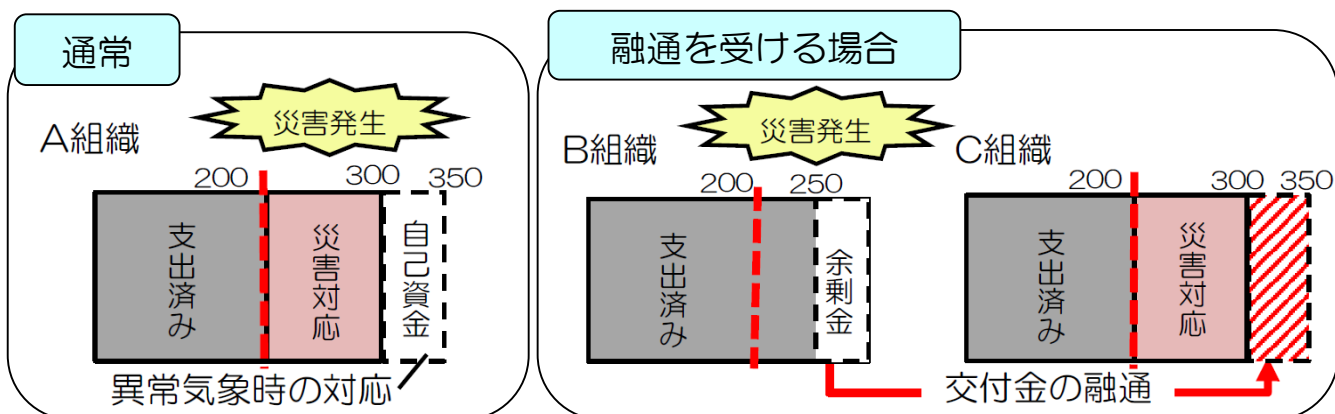 通常
災害発生
A組織
200
300
350
支出済み
災害対応
自己資金
異常気象時の対応
融通を受ける場合
災害発生
B組織
200
250
支出済み
余剰金
C組織
200
300
350
支出済み
災害対応
交付金の融通